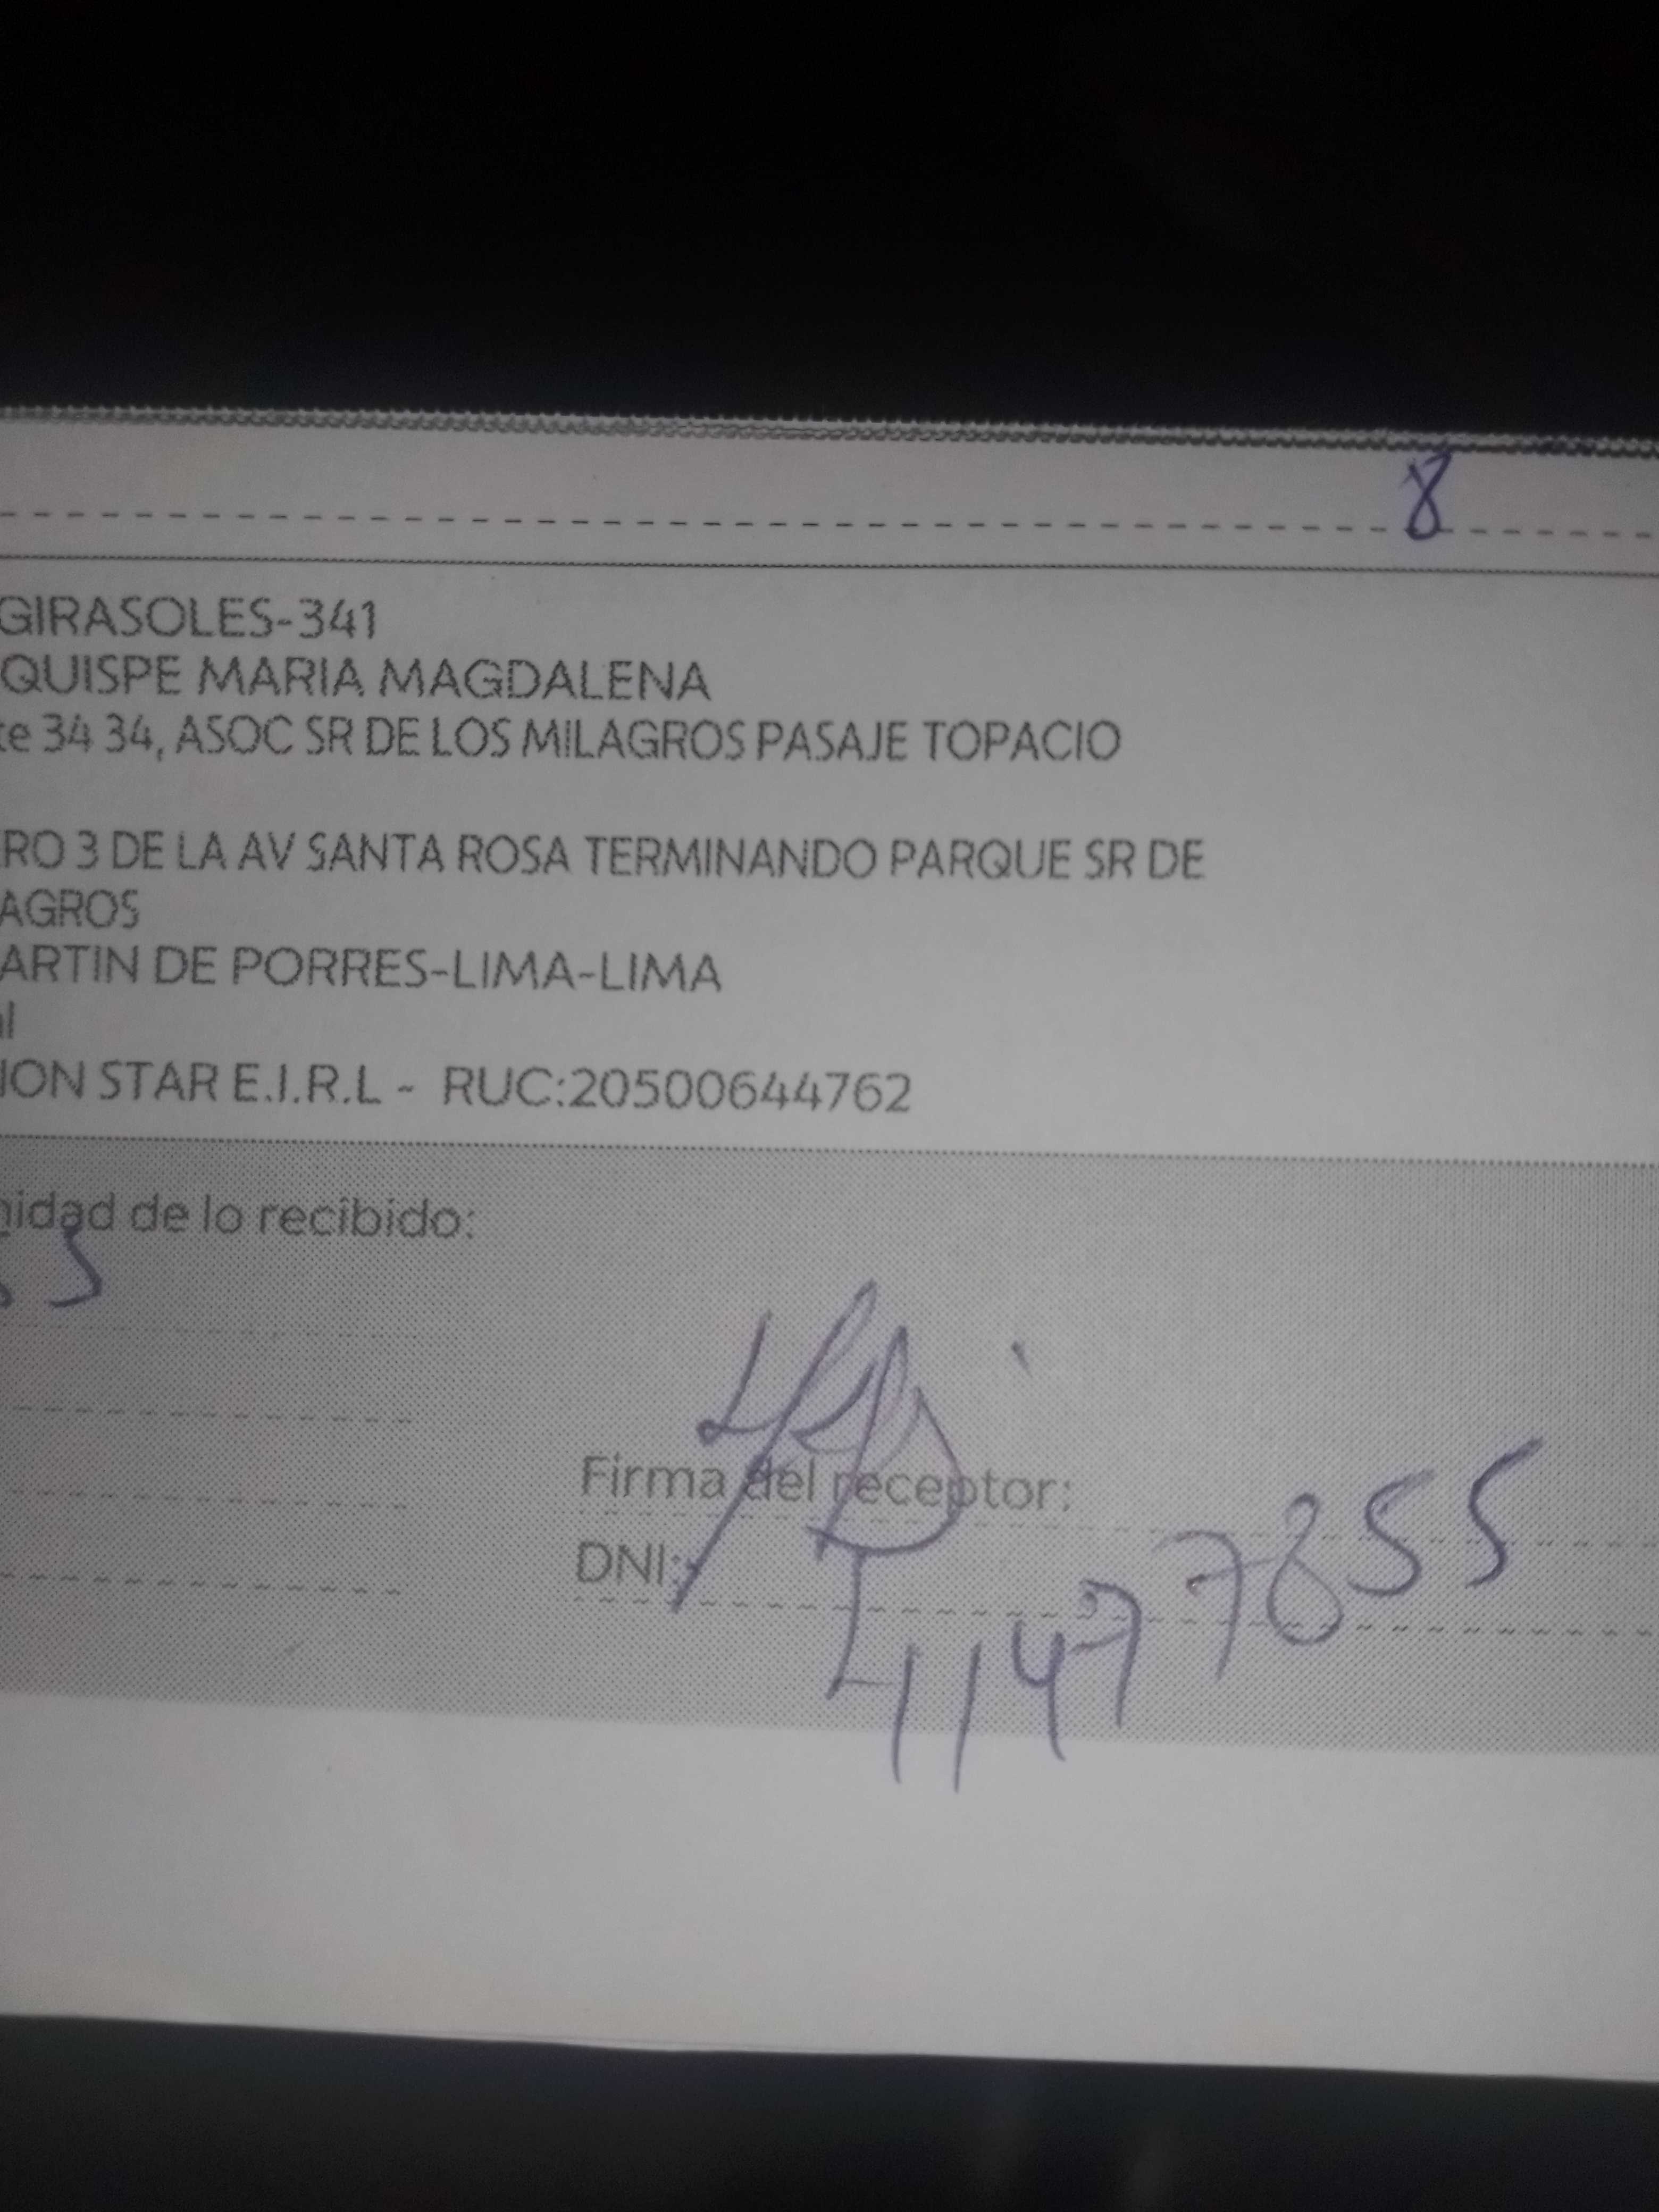 8
GIRASOLES-341
QUISPE MARIA MAGDALENA
te 34 34, ASOC SR DE LOS MILAGROS PASAJE TOPACIO
RO 3 DE LA AV SANTA ROSA TERMINANDO PARQUE SR DE
AGROS
ARTIN DE PORRES-LIMA-LIMA
al
ION STAR E.I.R.L - RUC:20500644762
nidad de lo recibido:
Firma del receptor:
DNI:
41477855